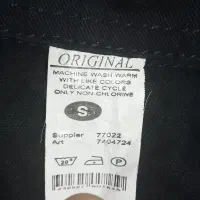 ORIGINAL
MACHINE WASH WARM
WITH LIKE COLORS
DELICATE CYCLE
ONLY NON-CHLORINE
S
Supplier 77022
Art 7404724
P